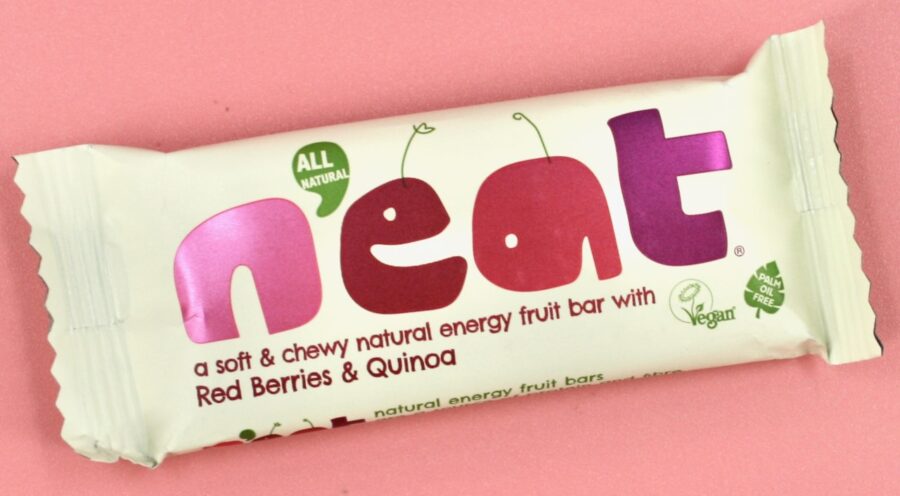 ALL
NATURAL
n'eat®
a soft & chewy natural energy fruit bar with
Red Berries & Quinoa
Vegan
PALM
OIL
FREE
n'eat natural energy fruit bars